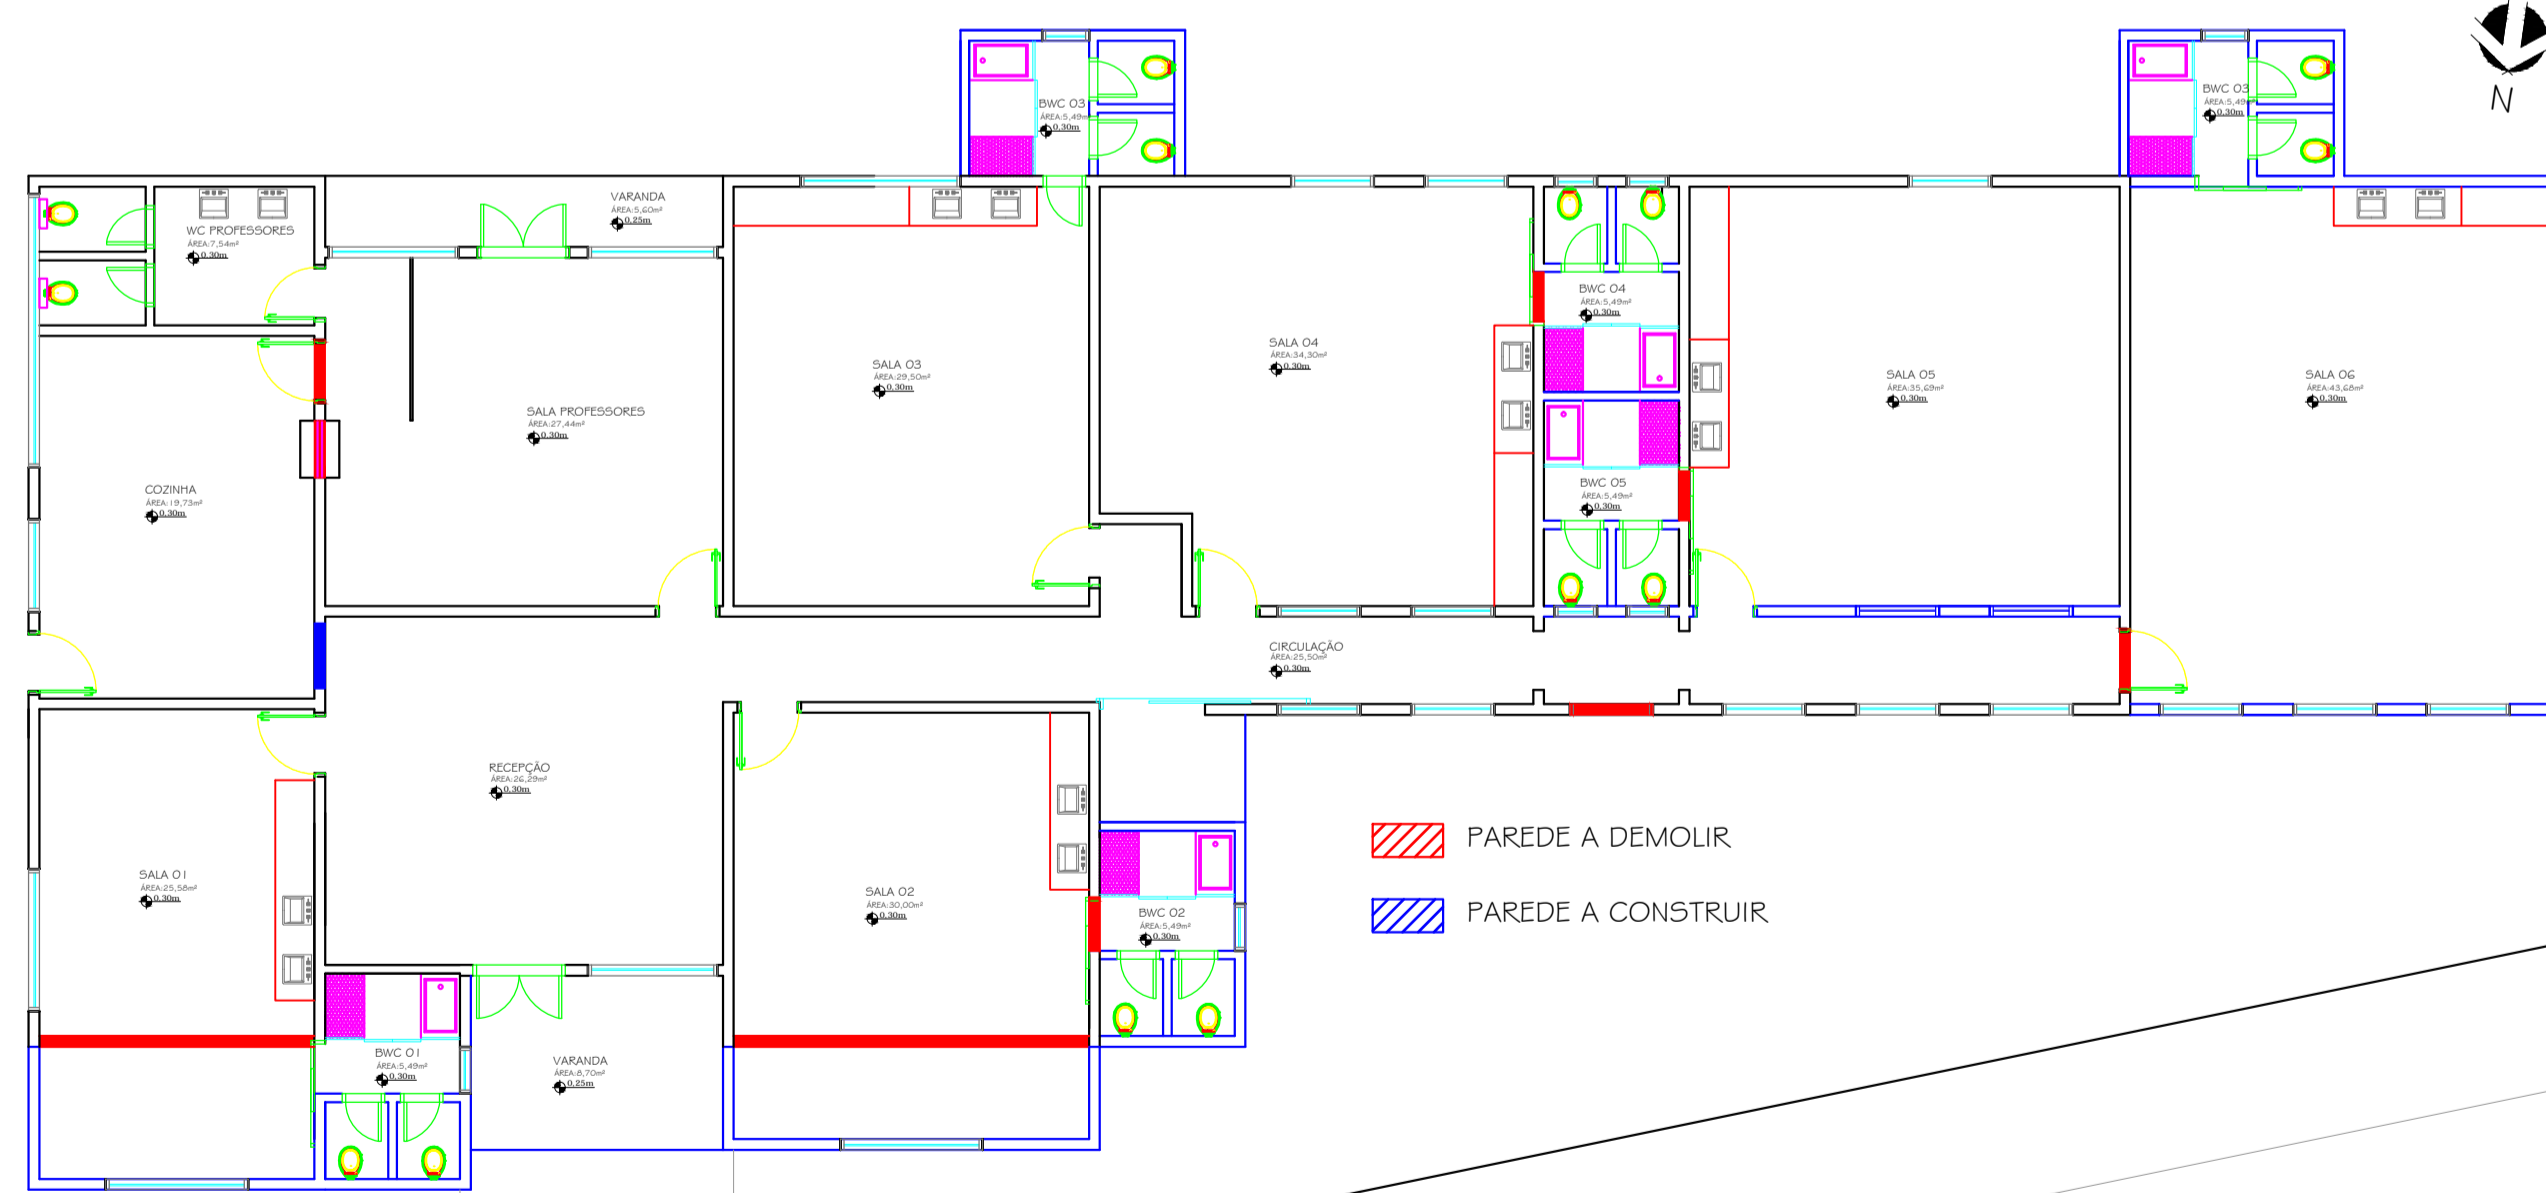 N
BWC 03
ÁREA:5,49m²
0.30m
BWC 03
ÁREA:5,49m²
0.30m
VARANDA
ÁREA:5,60m²
0.25m
WC PROFESSORES
ÁREA:7,54m²
0.30m
BWC 04
ÁREA:5,49m²
0.30m
SALA 04
ÁREA:34,30m²
0.30m
SALA 03
ÁREA:29,50m²
0.30m
SALA 05
ÁREA:35,69m²
0.30m
SALA 06
ÁREA:43,68m²
0.30m
SALA PROFESSORES
ÁREA:27,44m²
0.30m
COZINHA
ÁREA:19,73m²
0.30m
BWC 05
ÁREA:5,49m²
0.30m
CIRCULAÇÃO
ÁREA:25,50m²
0.30m
RECEPÇÃO
ÁREA:26,29m²
0.30m
PAREDE A DEMOLIR
SALA 01
ÁREA:25,58m²
0.30m
SALA 02
ÁREA:30,00m²
0.30m
BWC 02
ÁREA:5,49m²
0.30m
PAREDE A CONSTRUIR
BWC 01
ÁREA:5,49m²
0.30m
VARANDA
ÁREA:8,70m²
0.25m